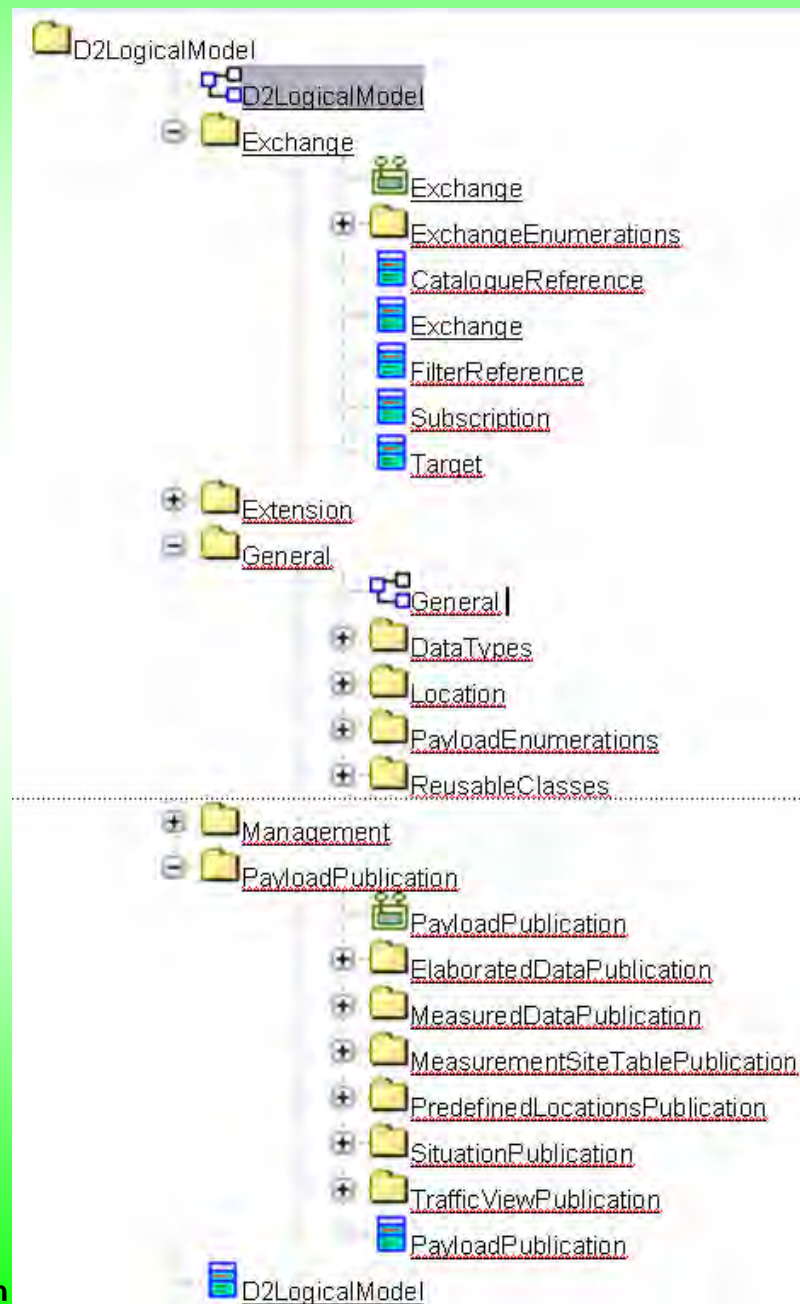 D2LogicalModel
D2LogicalModel
Exchange
Exchange
ExchangeEnumerations
CatalogueReference
Exchange
FilterReference
Subscription
Target
Extension
General
General
DataTypes
Location
PayloadEnumerations
ReusableClasses
Management
PayloadPublication
PayloadPublication
ElaboratedDataPublication
MeasuredDataPublication
MeasurementSiteTablePublication
PredefinedLocationsPublication
SituationPublication
TrafficViewPublication
PayloadPublication
D2LogicalModel